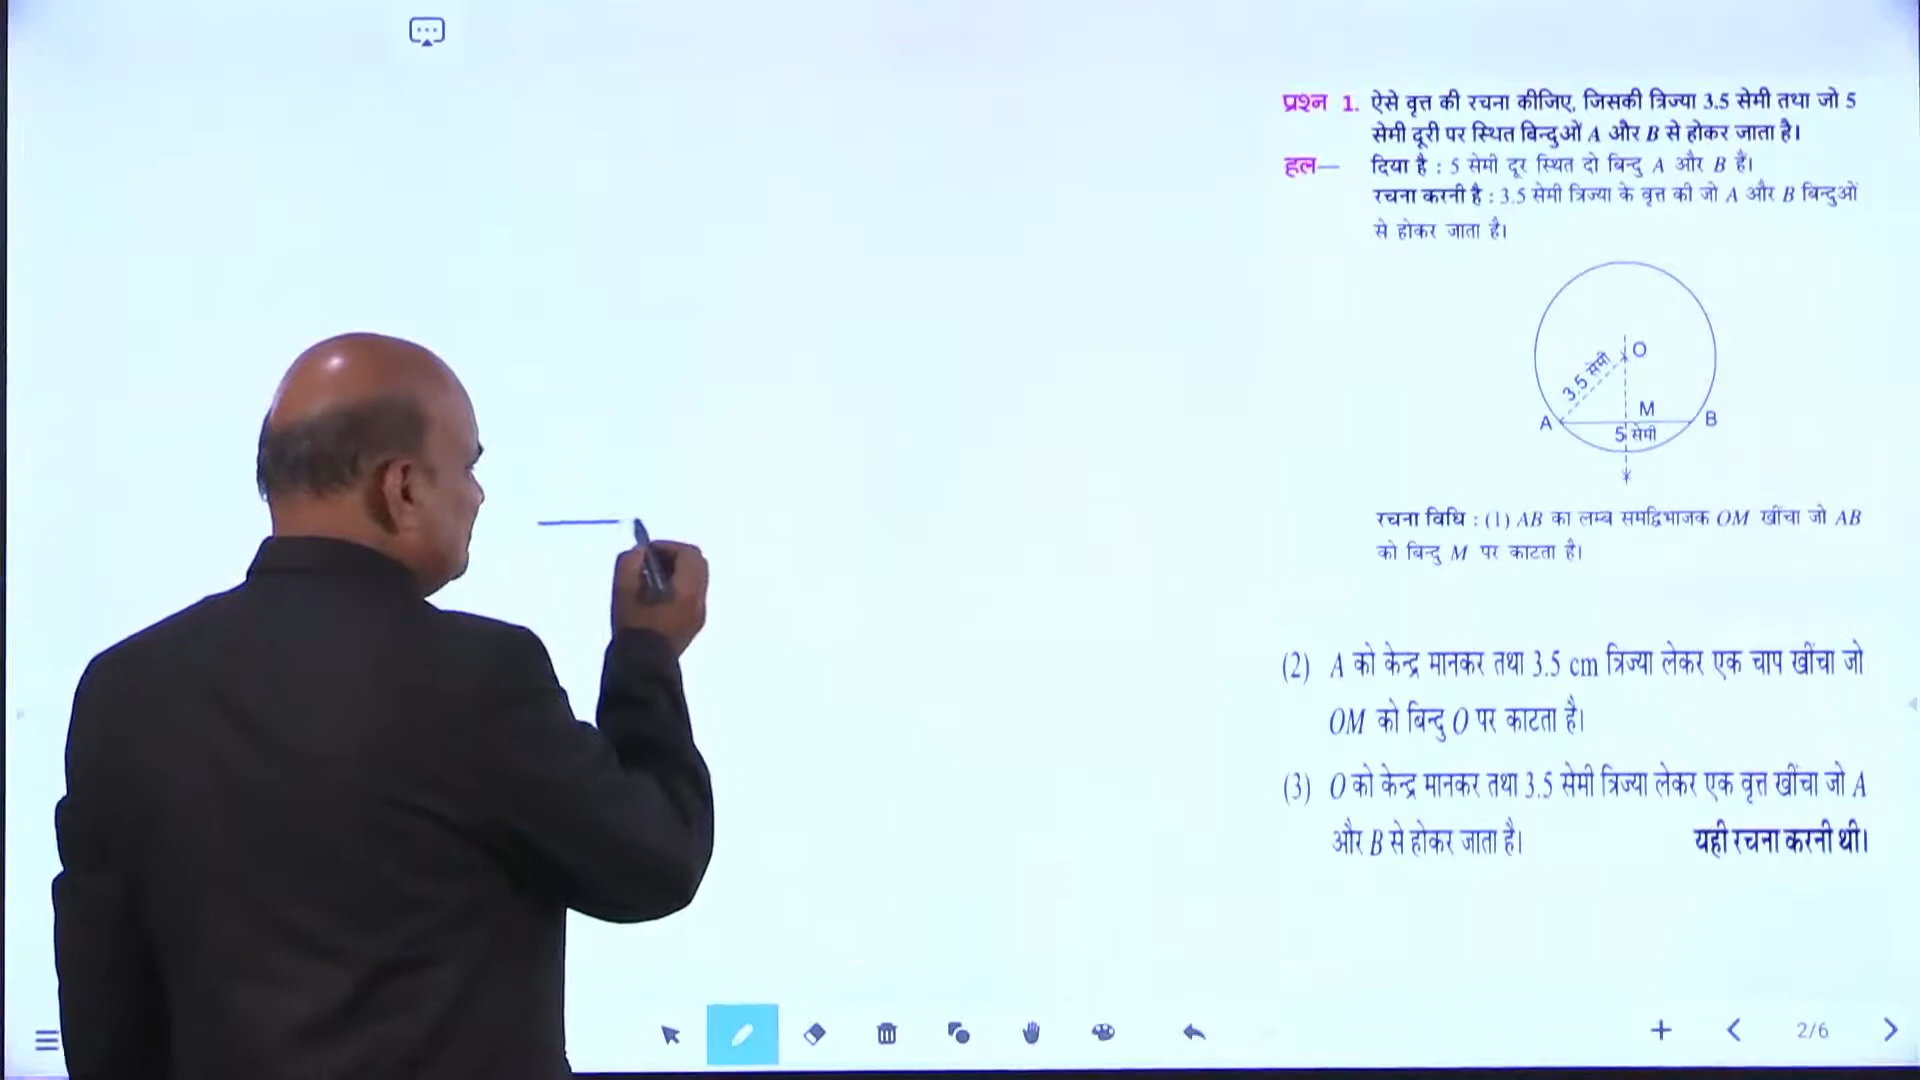 प्रश्न 1. ऐसे वृत्त की रचना कीजिए, जिसकी त्रिज्या 3.5 सेमी तथा जो 5
सेमी दूरी पर स्थित बिन्दुओं A और B से होकर जाता है।
हल— दिया है : 5 सेमी दूर स्थित दो बिन्दु A और B हैं।
रचना करनी है : 3.5 सेमी त्रिज्या के वृत्त की जो A और B बिन्दुओं
से होकर जाता है।
O
3.5 सेमी
M
A
B
5 सेमी
रचना विधि : (1) AB का लम्ब समद्विभाजक OM खींचा जो AB
को बिन्दु M पर काटता है।
(2) A को केन्द्र मानकर तथा 3.5 cm त्रिज्या लेकर एक चाप खींचा जो
OM को बिन्दु O पर काटता है।
(3) O को केन्द्र मानकर तथा 3.5 सेमी त्रिज्या लेकर एक वृत्त खींचा जो A
और B से होकर जाता है। यही रचना करनी थी।
2/6